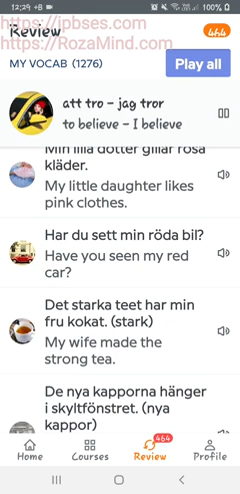 12:29 +B
100%
https://jpbses.com
Review
464
https://RozaMind.com
MY VOCAB (1276)
Play all
att tro - jag tror
to believe - I believe
Min lilla dotter gillar rosa
kläder.
My little daughter likes
pink clothes.
Har du sett min röda bil?
Have you seen my red
car?
Det starka teet har min
fru kokat. (stark)
My wife made the
strong tea.
De nya kapporna hänger
i skyltfönstret. (nya
kappor)
464
Home
Courses
Review
Profile